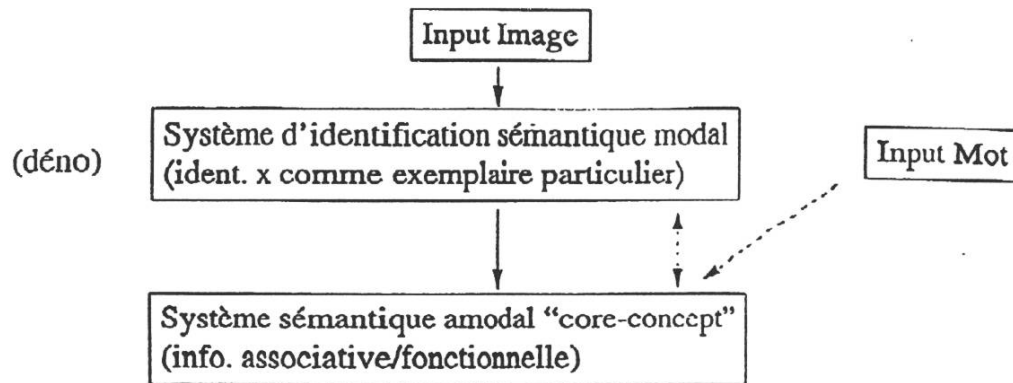 Input Image
Système d'identification sémantique modal
(ident. x comme exemplaire particulier)
(déno)
Input Mot
Système sémantique amodal “core-concept”
(info. associative/fonctionnelle)